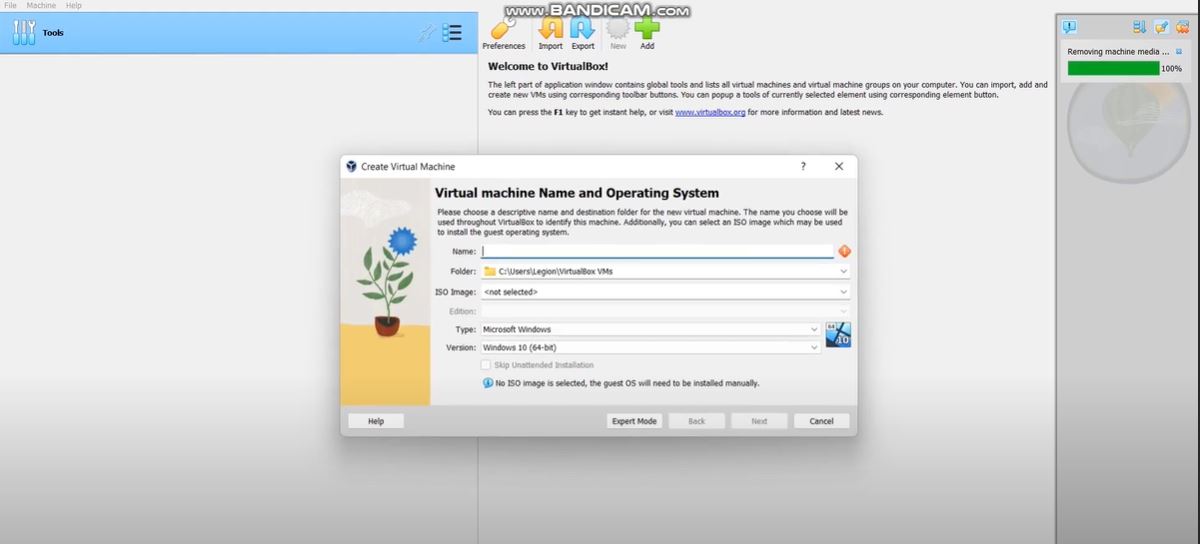 www.BANDICAM.com
File Machine Help
Tools
Preferences Import Export New Add
Removing machine media ...
100%
Welcome to VirtualBox!
The left part of application window contains global tools and lists all virtual machines and virtual machine groups on your computer. You can import, add and
create new VMs using corresponding toolbar buttons. You can popup a tools of currently selected element using corresponding element button.
You can press the F1 key to get instant help, or visit www.virtualbox.org for more information and latest news.
Create Virtual Machine ?
Virtual machine Name and Operating System
Please choose a descriptive name and destination folder for the new virtual machine. The name you choose will be
used throughout VirtualBox to identify this machine. Additionally, you can select an ISO image which may be used
to install the guest operating system.
Name:
Folder: C:\Users\Legion\VirtualBox VMs
ISO Image: <not selected>
Edition:
Type: Microsoft Windows
64
10
Version: Windows 10 (64-bit)
Skip Unattended Installation
No ISO image is selected, the guest OS will need to be installed manually.
Help Expert Mode Back Next Cancel